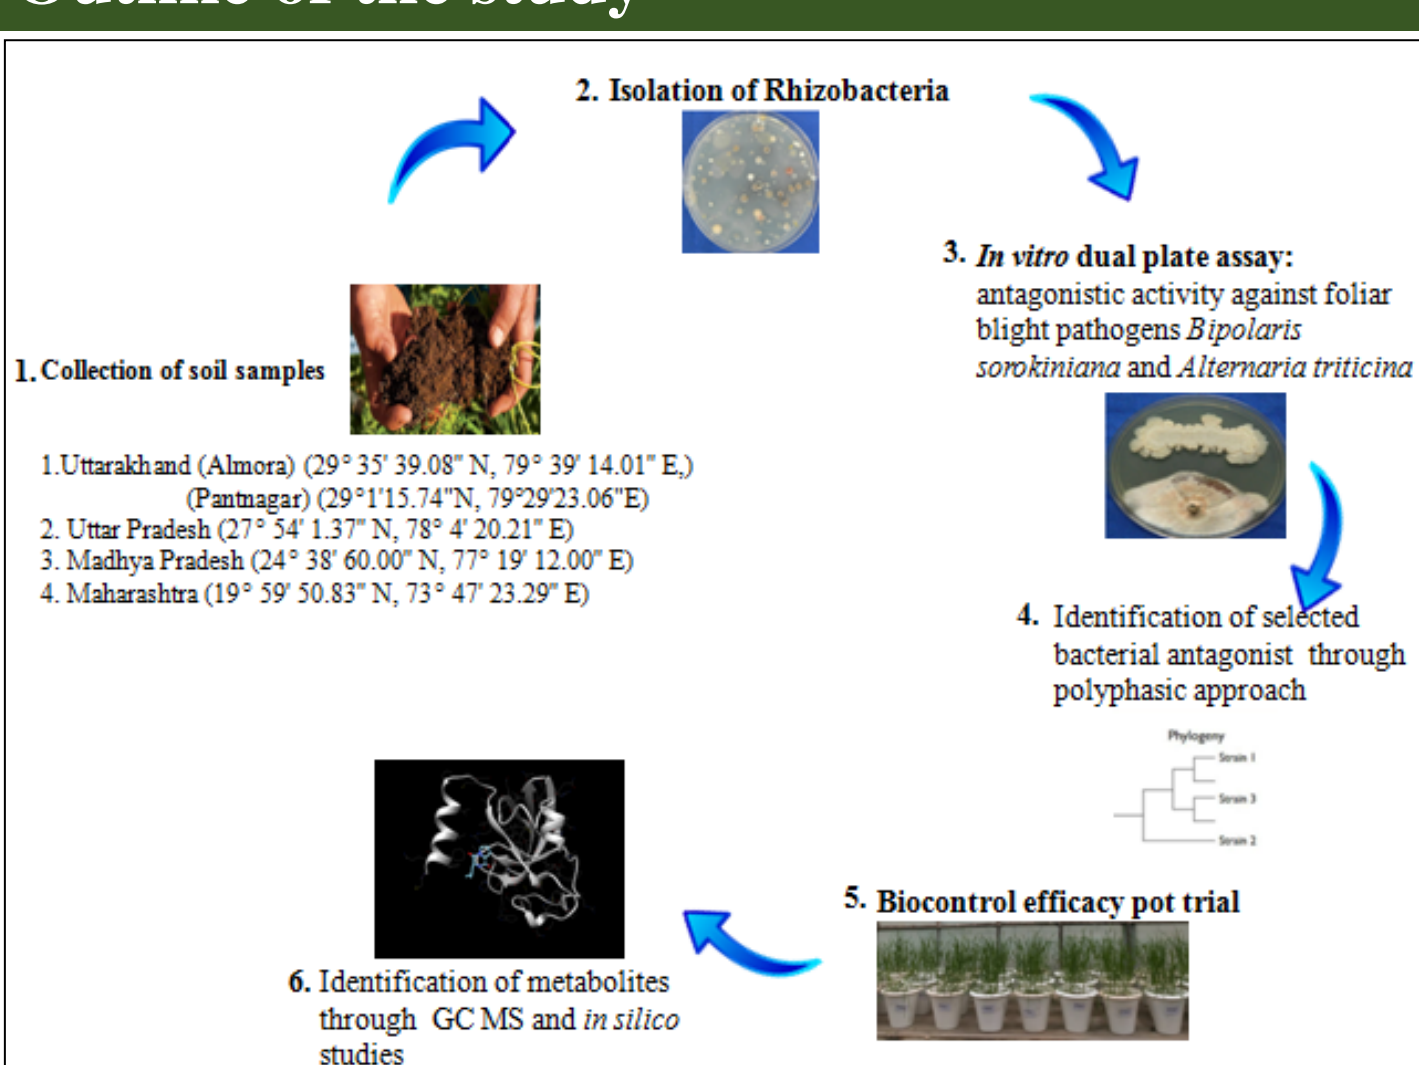 Outline of the study
2. Isolation of Rhizobacteria
3. In vitro dual plate assay:
antagonistic activity against foliar
blight pathogens Bipolaris
sorokiniana and Alternaria triticina
1. Collection of soil samples
1.Uttarakhand (Almora) (29° 35' 39.08" N, 79° 39' 14.01" E,)
(Pantnagar) (29°1'15.74"N, 79°29'23.06"E)
2. Uttar Pradesh (27° 54' 1.37" N, 78° 4' 20.21" E)
3. Madhya Pradesh (24° 38' 60.00" N, 77° 19' 12.00" E)
4. Maharashtra (19° 59' 50.83" N, 73° 47' 23.29" E)
4. Identification of selected
bacterial antagonist through
polyphasic approach
Phylogeny
Strain 1
Strain 3
Strain 2
5. Biocontrol efficacy pot trial
6. Identification of metabolites
through GC MS and in silico
studies